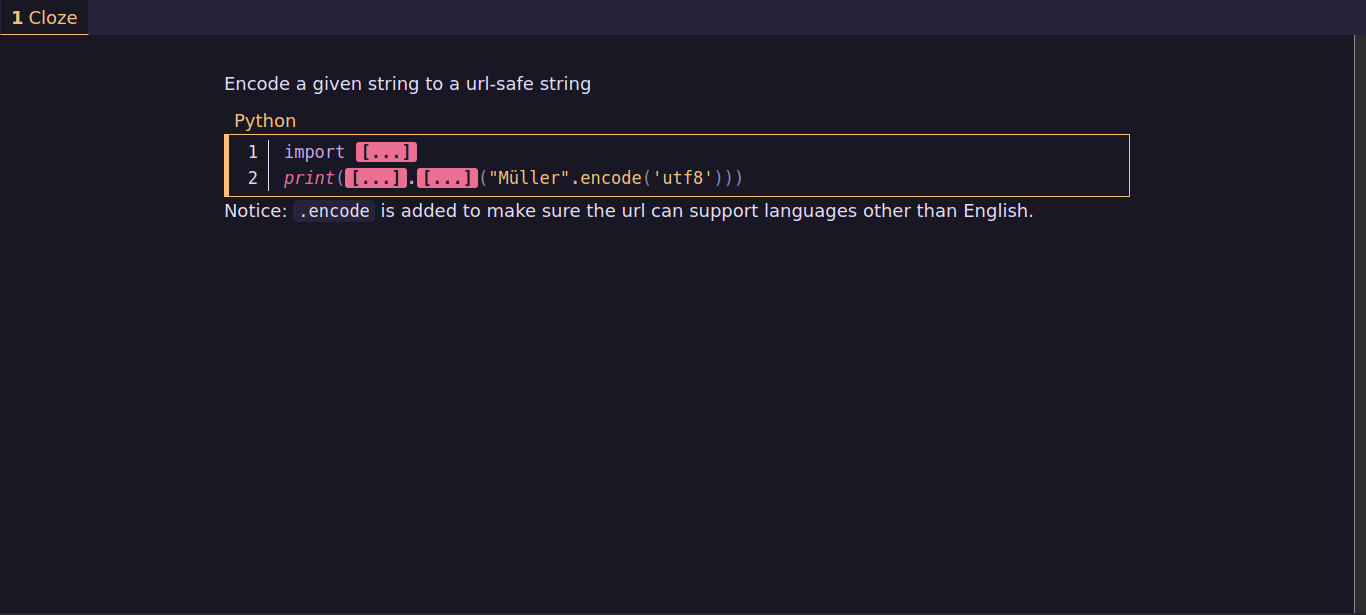 1 Cloze
Encode a given string to a url-safe string
Python
1 import [...]
2 print([...].[...]("Müller".encode('utf8')))
Notice: .encode is added to make sure the url can support languages other than English.